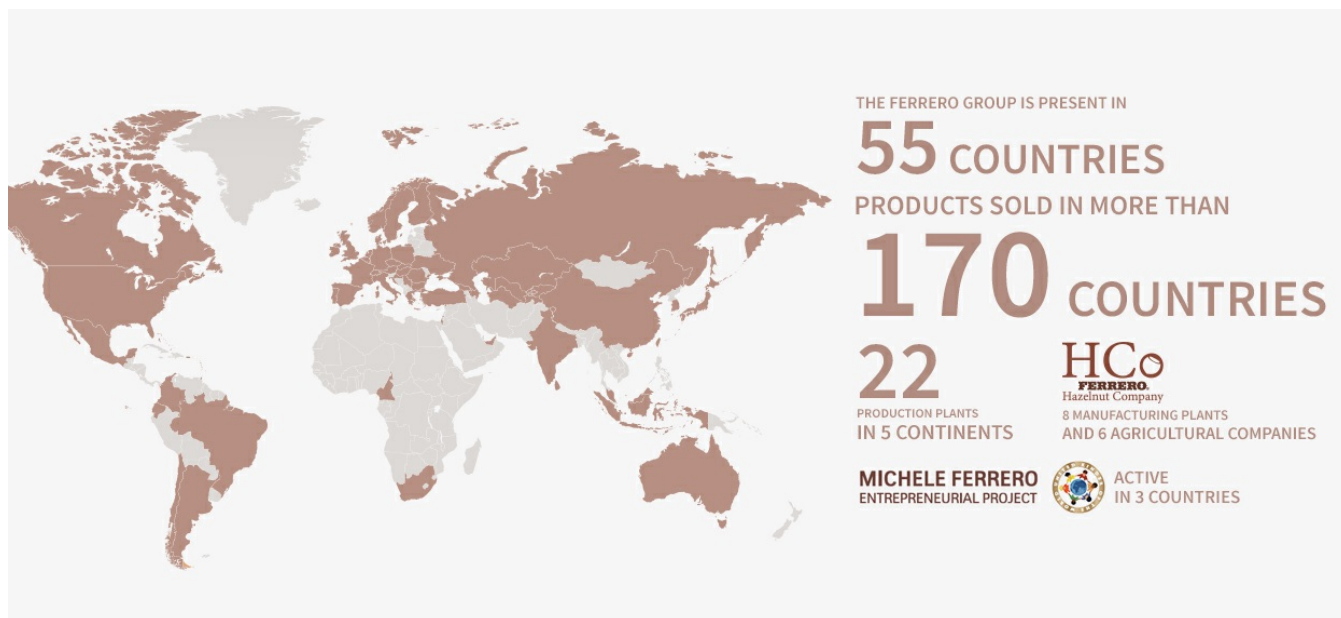 THE FERRERO GROUP IS PRESENT IN
55 COUNTRIES
PRODUCTS SOLD IN MORE THAN
170 COUNTRIES
22
PRODUCTION PLANTS
IN 5 CONTINENTS
HCo
FERRERO
Hazelnut Company
8 MANUFACTURING PLANTS
AND 6 AGRICULTURAL COMPANIES
MICHELE FERRERO
ENTREPRENEURIAL PROJECT
ACTIVE
IN 3 COUNTRIES